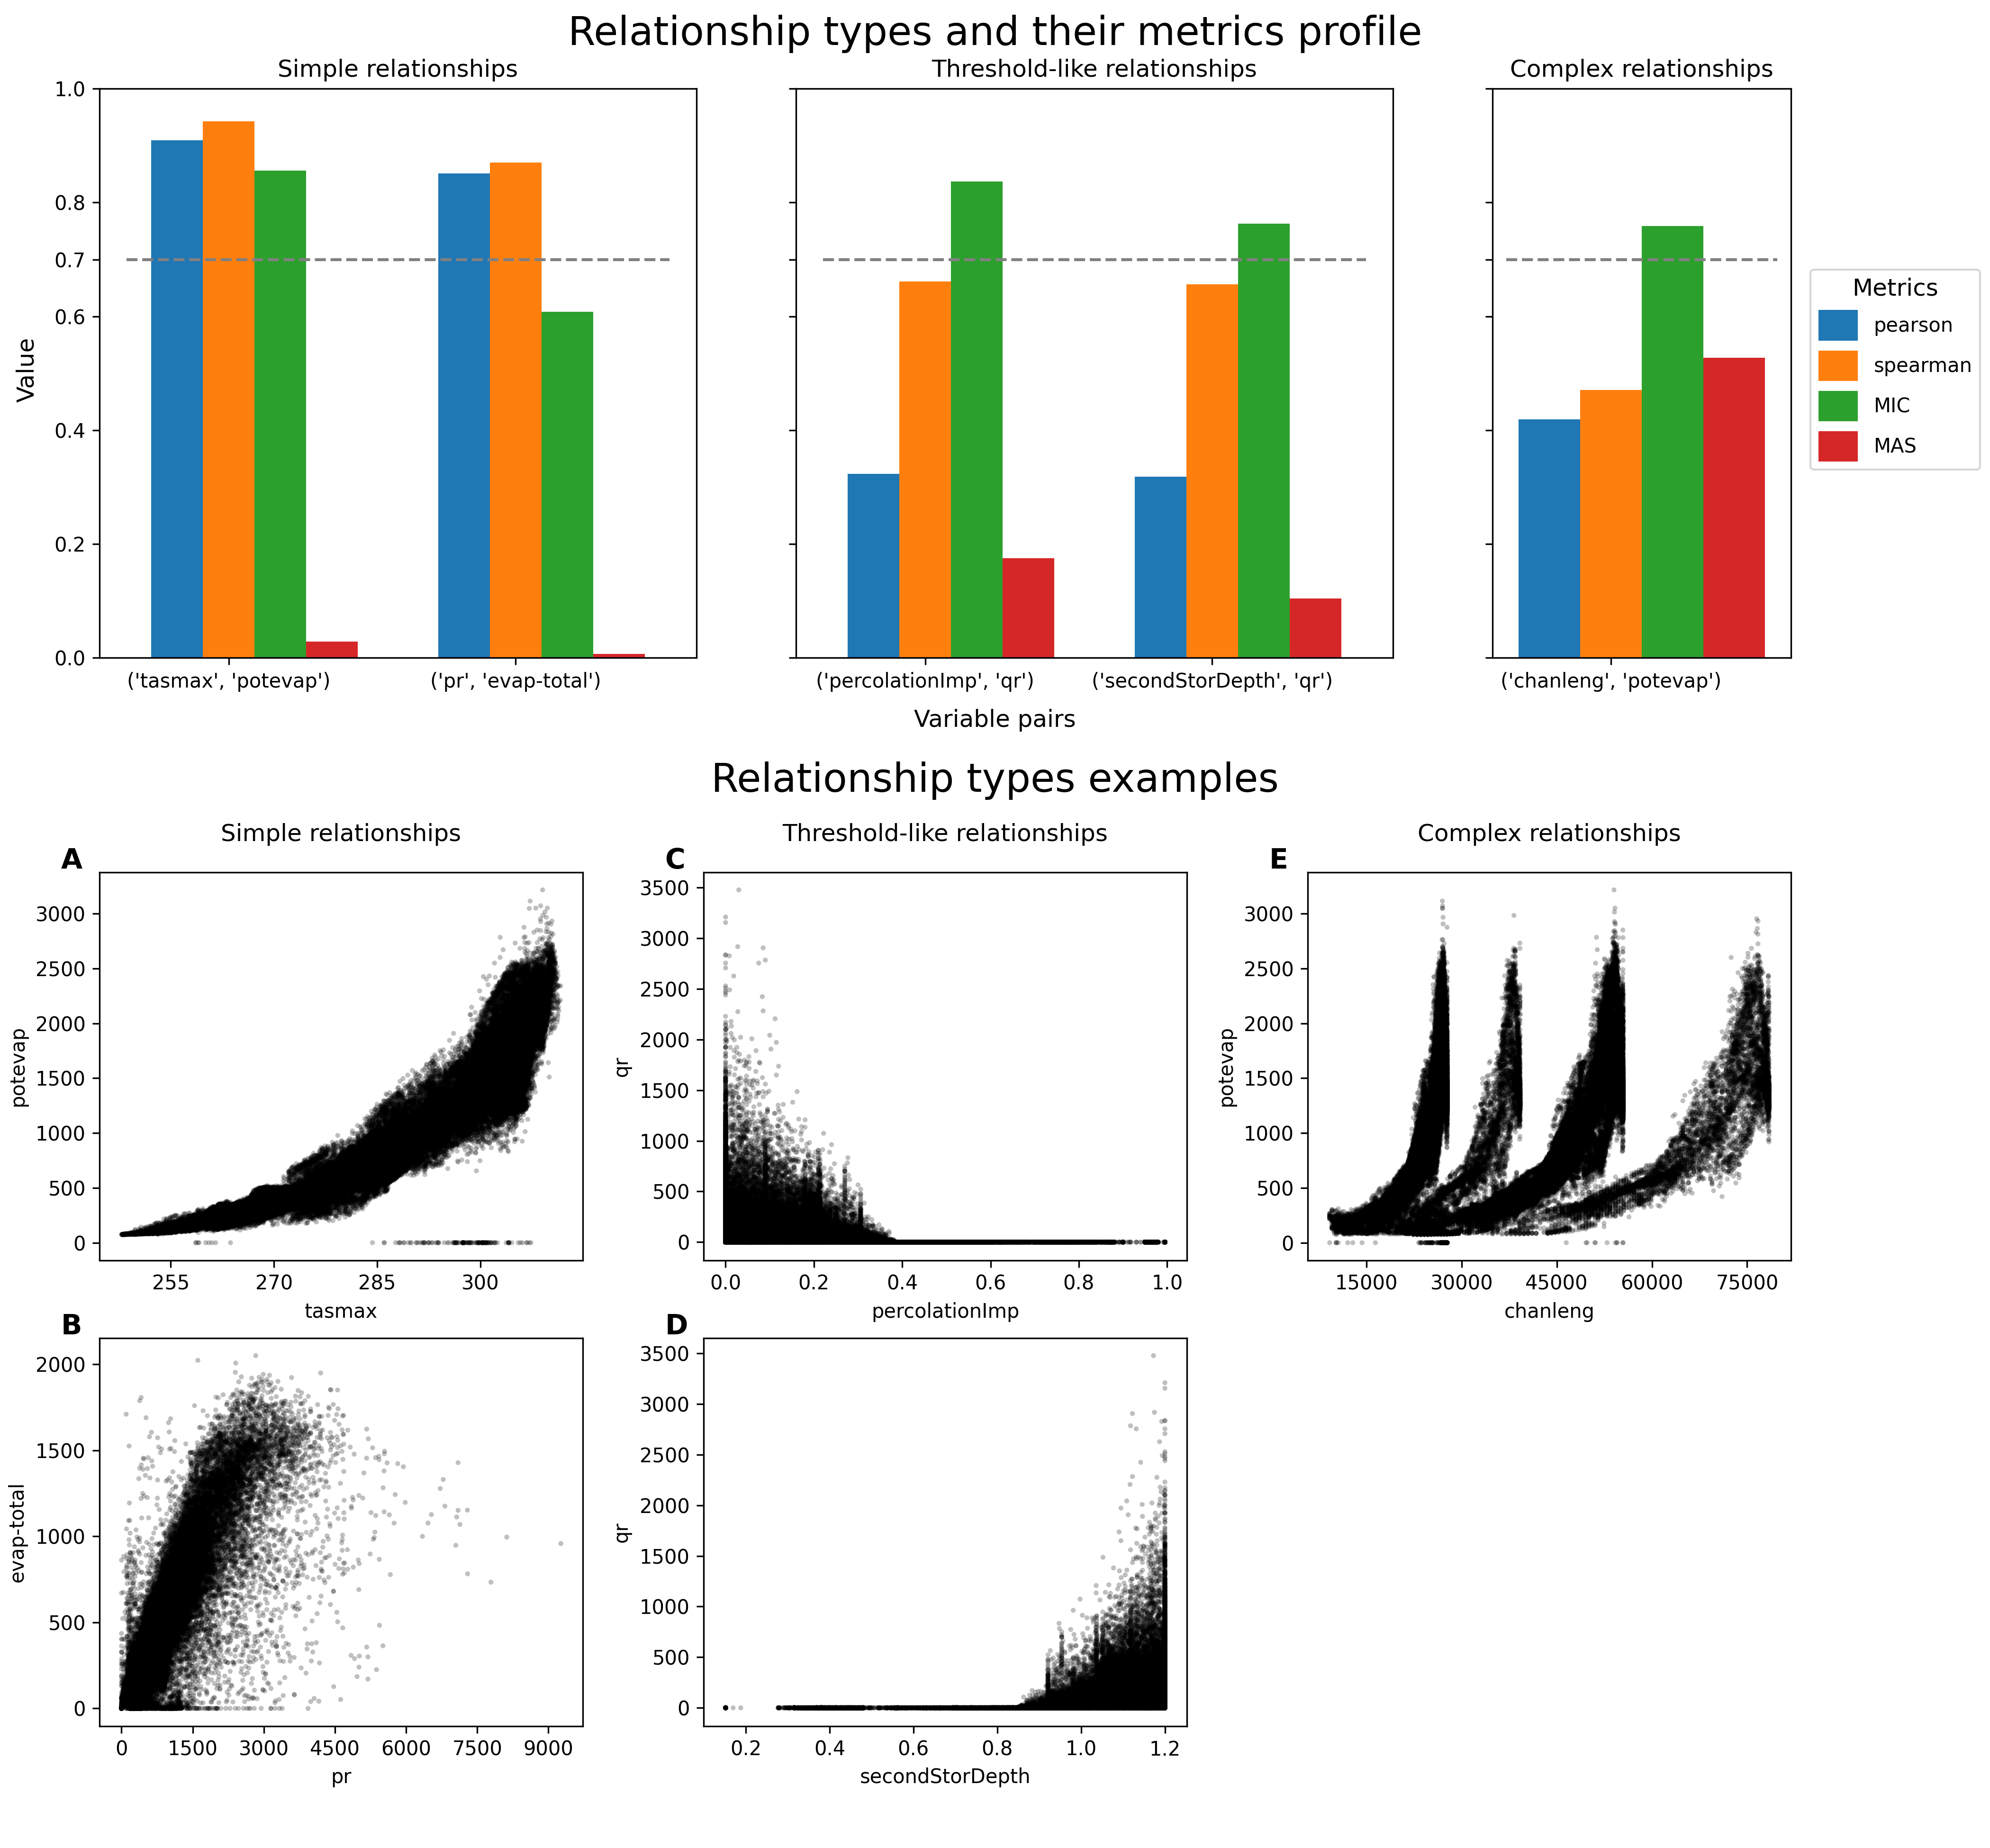 Relationship types and their metrics profile
Simple relationships
Threshold-like relationships
Complex relationships
1.0
0.8
0.7
0.6
0.4
0.2
0.0
Value
('tasmax', 'potevap')
('pr', 'evap-total')
('percolationImp', 'qr')
('secondStorDepth', 'qr')
('chanleng', 'potevap')
Variable pairs
Metrics
pearson
spearman
MIC
MAS
Relationship types examples
Simple relationships
Threshold-like relationships
Complex relationships
A
3000
2500
2000
1500
1000
500
0
potevap
255 270 285 300
tasmax
C
3500
3000
2500
2000
1500
1000
500
0
qr
0.0 0.2 0.4 0.6 0.8 1.0
percolationImp
E
3000
2500
2000
1500
1000
500
0
potevap
15000 30000 45000 60000 75000
chanleng
B
2000
1500
1000
500
0
evap-total
0 1500 3000 4500 6000 7500 9000
pr
D
3500
3000
2500
2000
1500
1000
500
0
qr
0.2 0.4 0.6 0.8 1.0 1.2
secondStorDepth